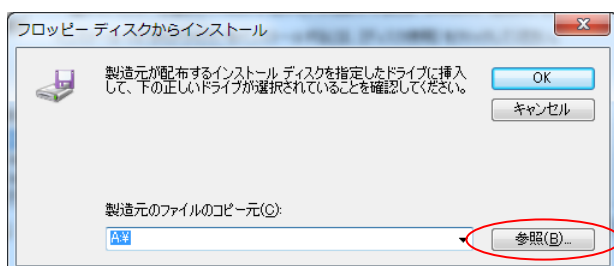 フロッピー ディスクからインストール
製造元が配布するインストール ディスクを指定したドライブに挿入
して、下の正しいドライブが選択されていることを確認してください。
OK
キャンセル
製造元のファイルのコピー元(C):
A:¥
参照(B)...